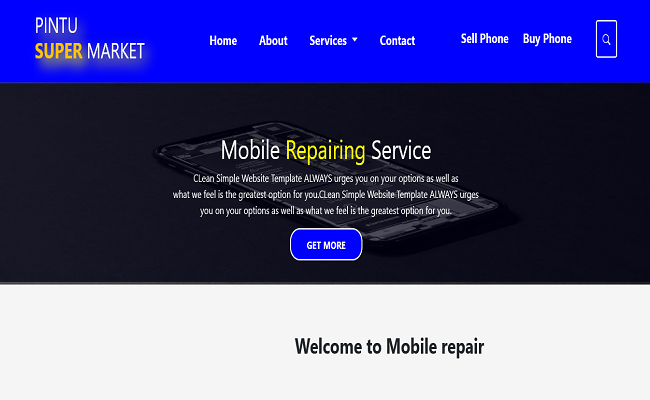 PINTU
SUPER MARKET
Home About Services Contact Sell Phone Buy Phone
Mobile Repairing Service
CLean Simple Website Template ALWAYS urges you on your options as well as
what we feel is the greatest option for you.CLean Simple Website Template ALWAYS urges
you on your options as well as what we feel is the greatest option for you.
GET MORE
Welcome to Mobile repair